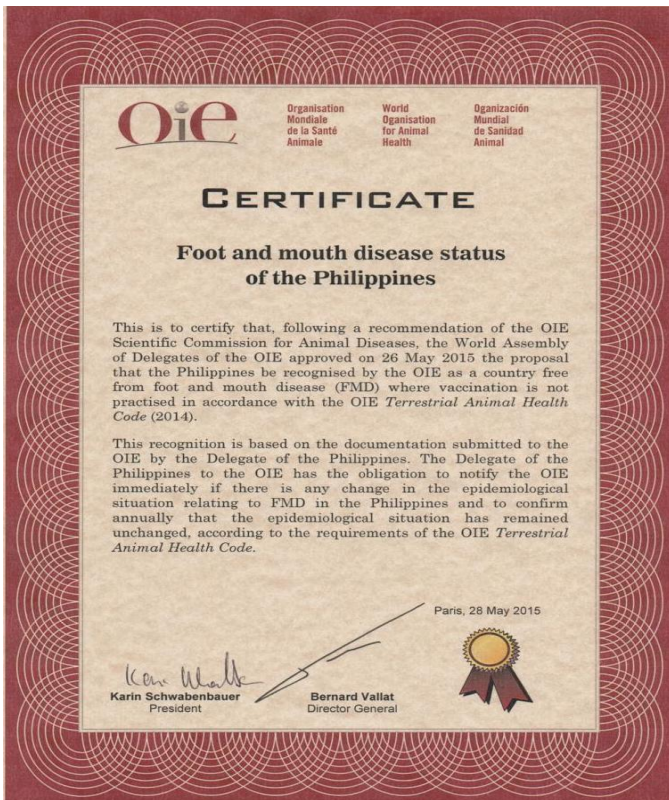 OiE
Organisation
Mondiale
de la Santé
Animale
World
Oganisation
for Animal
Health
Oganización
Mundial
de Sanidad
Animal
CERTIFICATE
Foot and mouth disease status
of the Philippines
This is to certify that, following a recommendation of the OIE
Scientific Commission for Animal Diseases, the World Assembly
of Delegates of the OIE approved on 26 May 2015 the proposal
that the Philippines be recognised by the OIE as a country free
from foot and mouth disease (FMD) where vaccination is not
practised in accordance with the OIE Terrestrial Animal Health
Code (2014).
This recognition is based on the documentation submitted to the
OIE by the Delegate of the Philippines. The Delegate of the
Philippines to the OIE has the obligation to notify the OIE
immediately if there is any change in the epidemiological
situation relating to FMD in the Philippines and to confirm
annually that the epidemiological situation has remained
unchanged, according to the requirements of the OIE Terrestrial
Animal Health Code.
Paris, 28 May 2015
Karin Schwabenbauer
President
Bernard Vallat
Director General